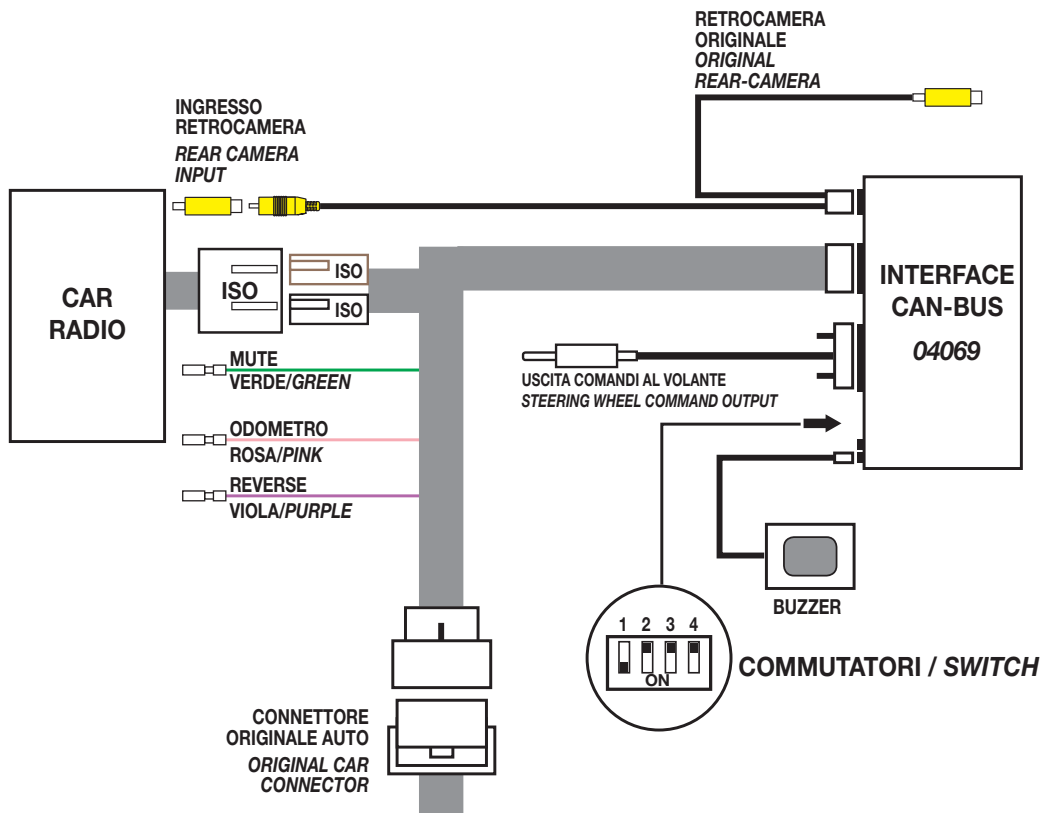 RETROCAMERA
ORIGINALE
ORIGINAL
REAR-CAMERA
INGRESSO
RETROCAMERA
REAR CAMERA
INPUT
CAR
RADIO
ISO
ISO
ISO
INTERFACE
CAN-BUS
04069
MUTE
VERDE/GREEN
USCITA COMANDI AL VOLANTE
STEERING WHEEL COMMAND OUTPUT
ODOMETRO
ROSA/PINK
REVERSE
VIOLA/PURPLE
BUZZER
1 2 3 4
ON
COMMUTATORI / SWITCH
CONNETTORE
ORIGINALE AUTO
ORIGINAL CAR
CONNECTOR